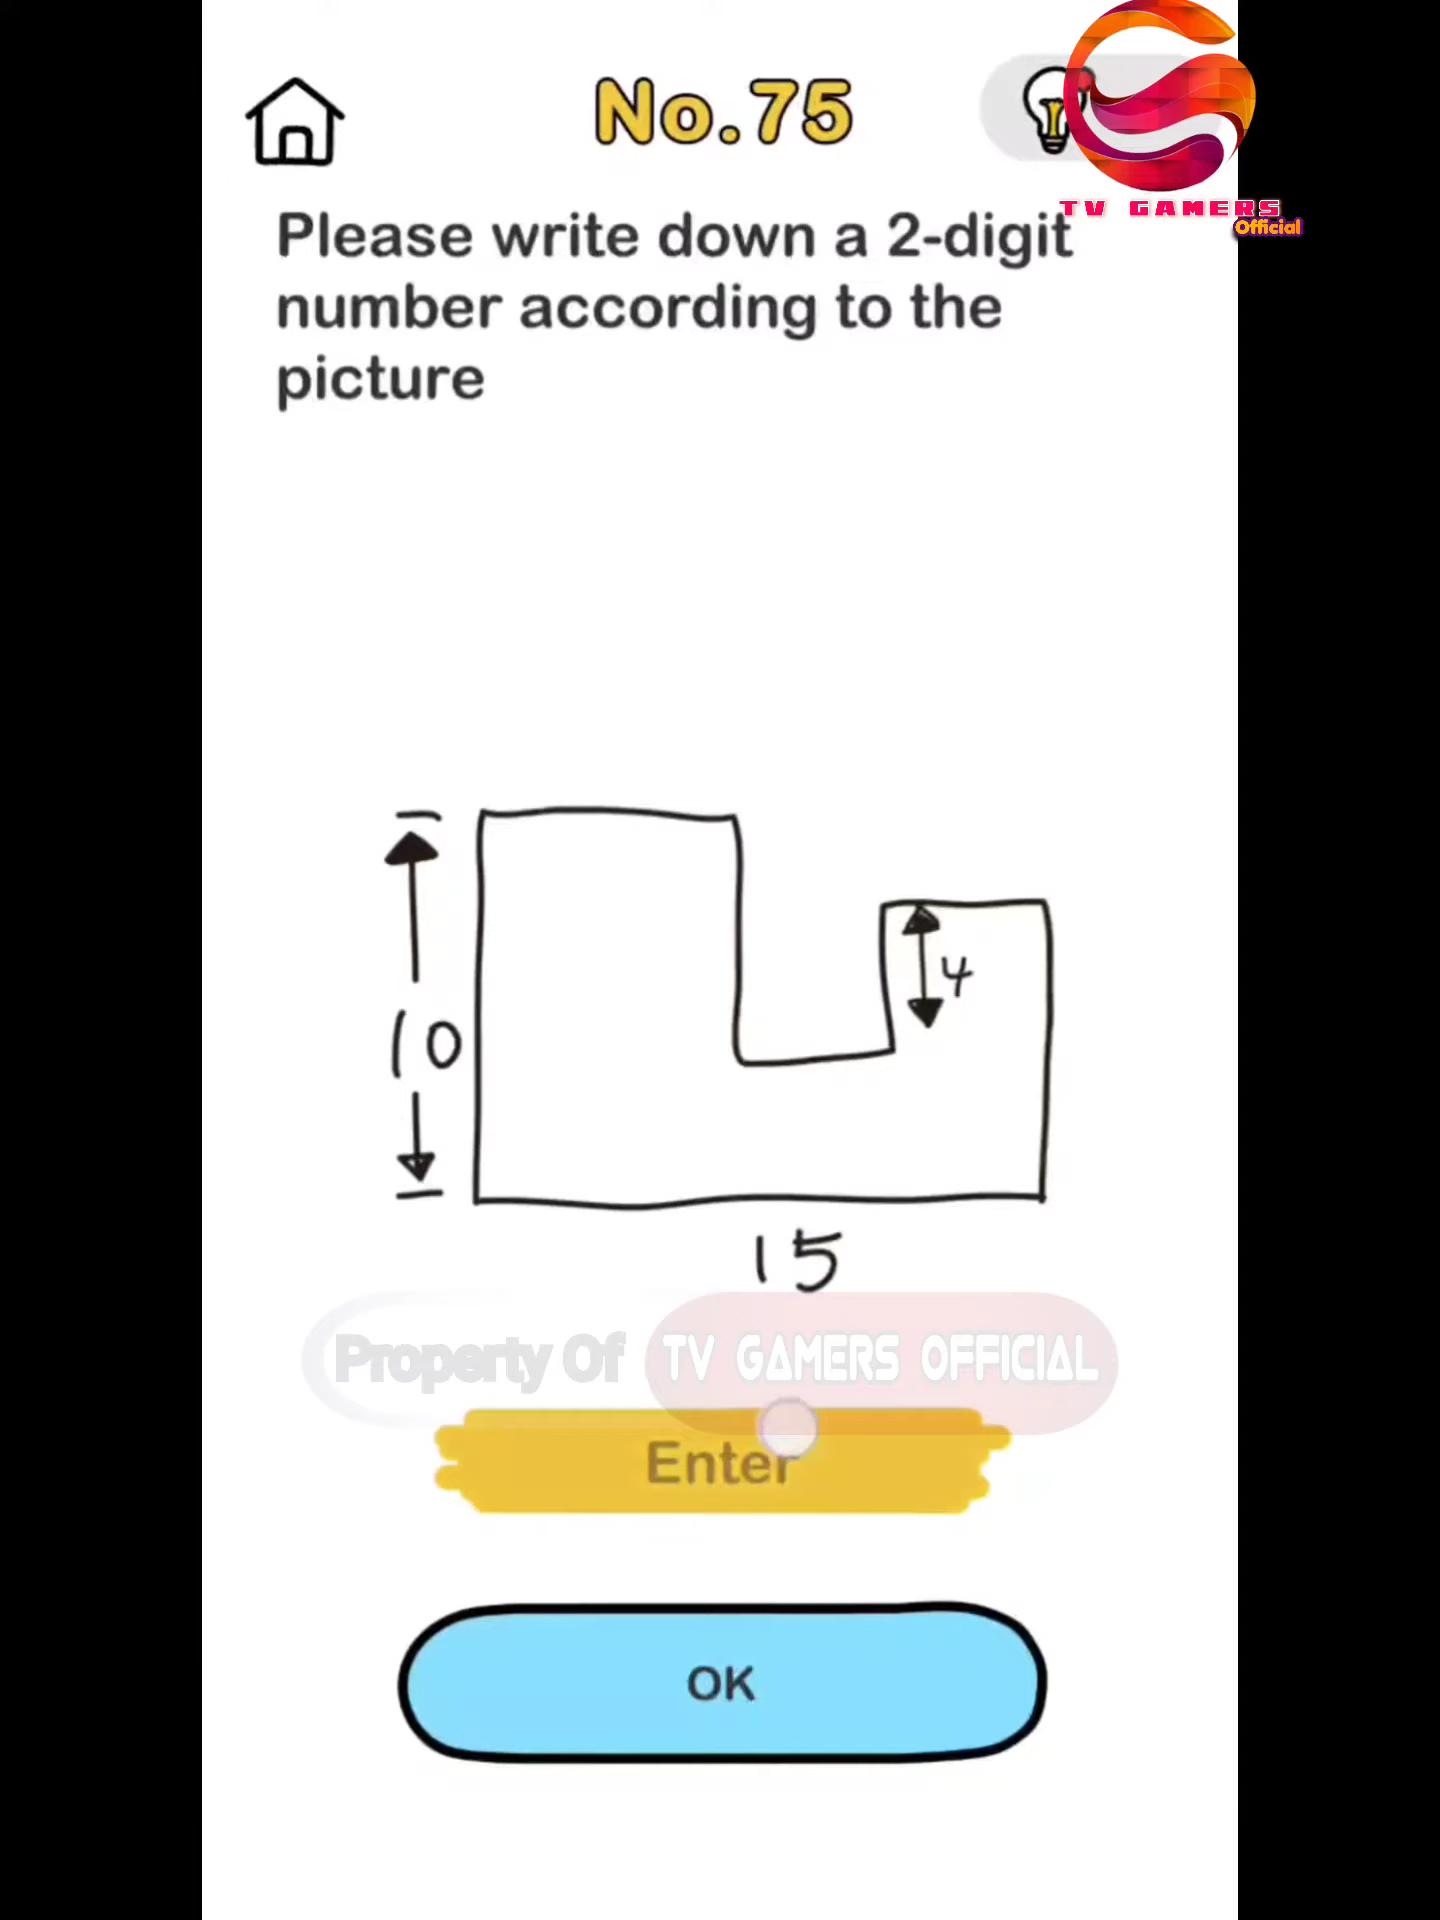 No.75
TV GAMERS
Official
Please write down a 2-digit
number according to the
picture
4
10
15
Property Of TV GAMERS OFFICIAL
Enter
OK